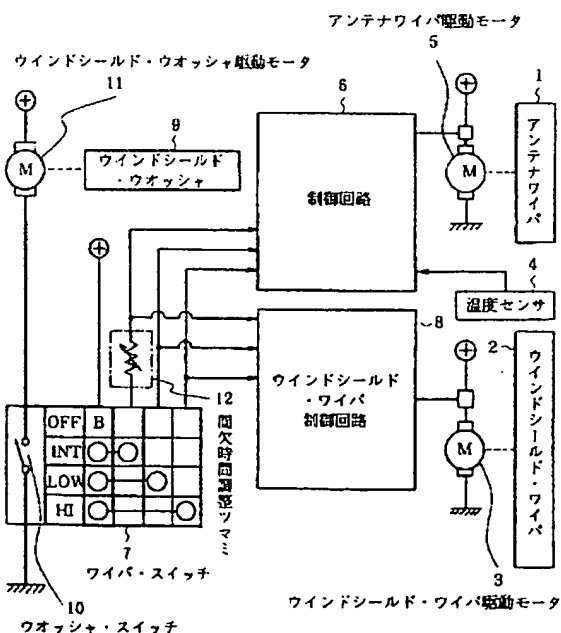 アンテナワイパ駆動モータ
5
ウインドシールド・ウオッシャ駆動モータ
11
6
1
9
M
ウインドシールド
・ウオッシャ
制御回路
M
アンテナワイパ
4
温度センサ
8
2
12
ウインドシールド
・ワイパ
制御回路
M
ウインドシールド・ワイパ
OFF B
INT
LOW
HI
間欠時間調整ツマミ
7
ワイパ・スイッチ
3
10
ウインドシールド・ワイパ駆動モータ
ウオッシャ・スイッチ